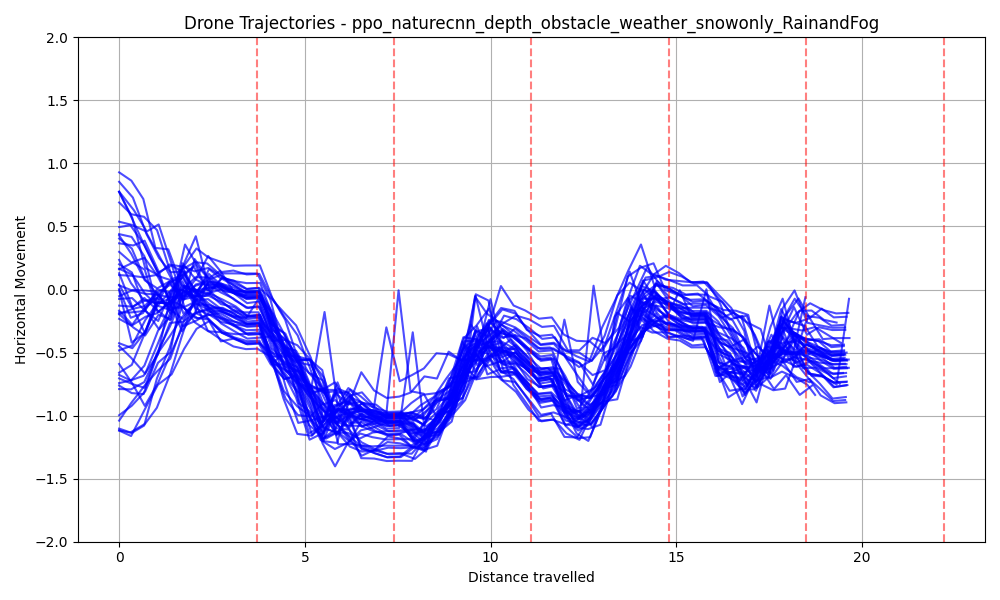 Drone Trajectories - ppo_naturecnn_depth_obstacle_weather_snowonly_RainandFog
2.0
1.5
1.0
0.5
0.0
−0.5
−1.0
−1.5
−2.0
Horizontal Movement
0 5 10 15 20
Distance travelled